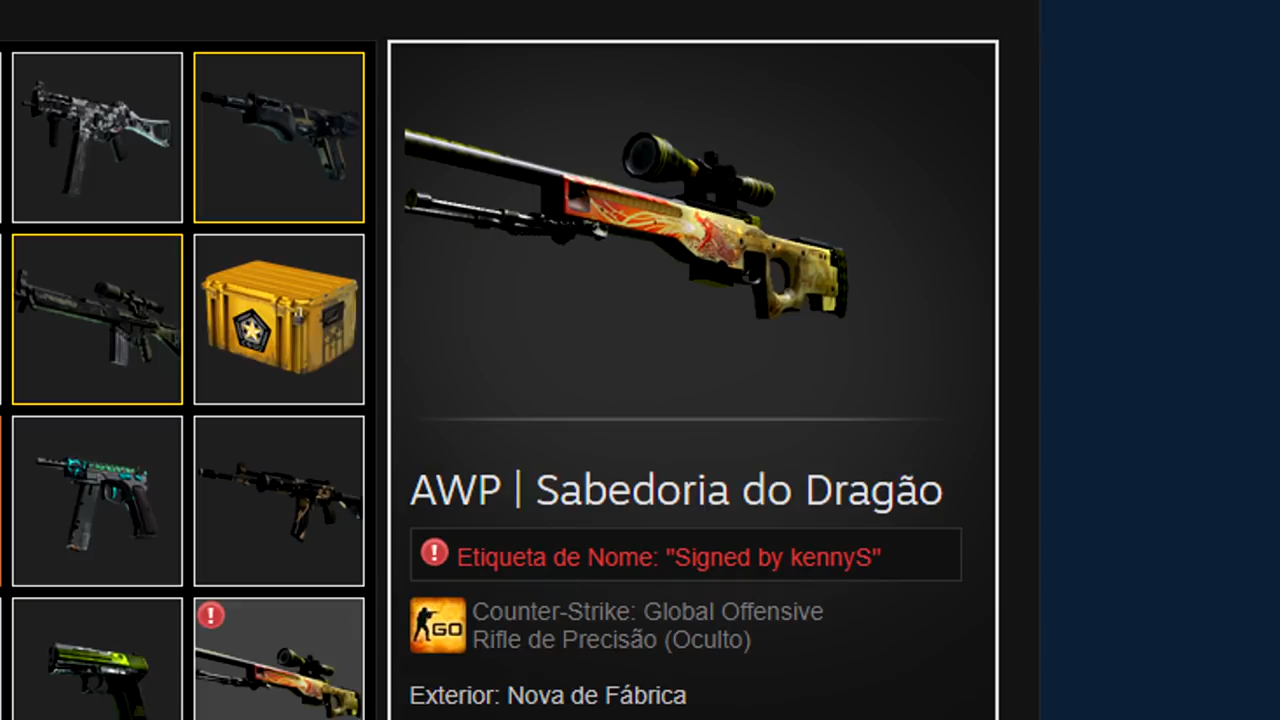 AWP | Sabedoria do Dragão
! Etiqueta de Nome: "Signed by kennyS"
GO
Counter-Strike: Global Offensive
Rifle de Precisão (Oculto)
Exterior: Nova de Fábrica
!